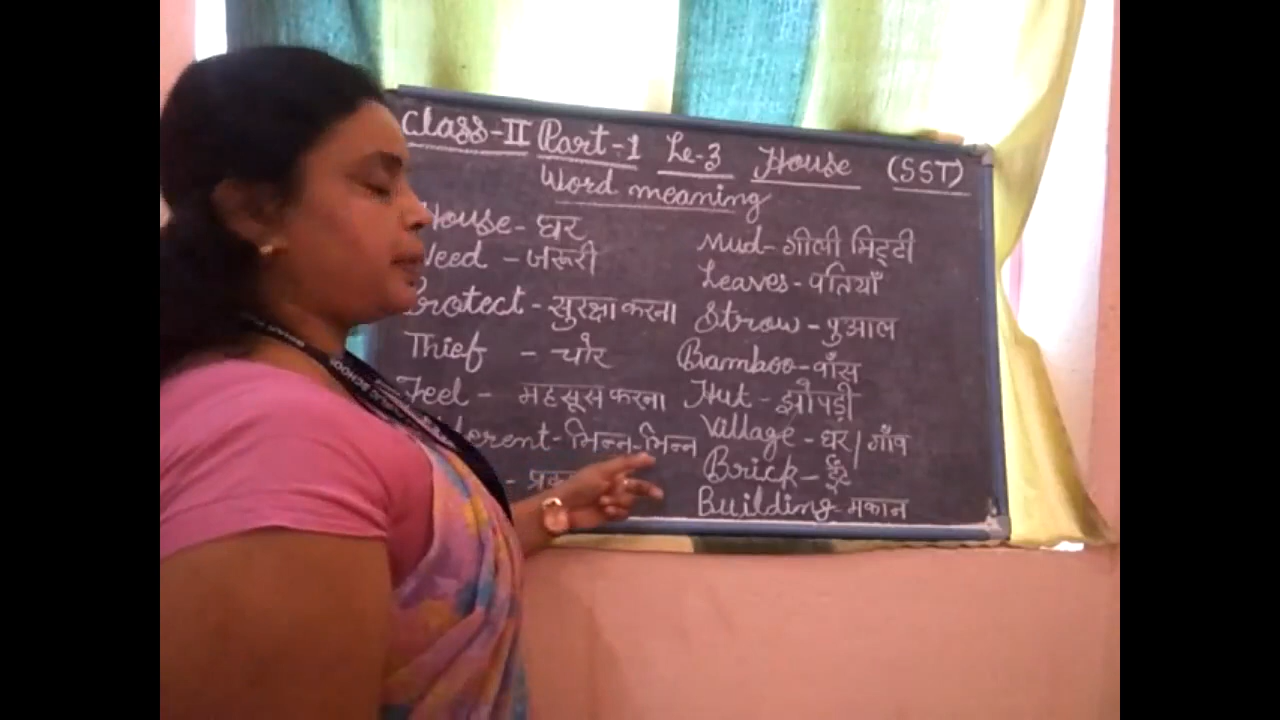 Class-II Part-1 Le-3 House (SST)
Word meaning
House - घर
Need - जरूरी
Protect - सुरक्षा करना
Thief - चोर
Feel - महसूस करना
- भिन्न-भिन्न
Mud - गीली मिट्टी
Leaves - पतियाँ
Straw - पुआल
Bamboo - बाँस
Hut - झोपड़ी
Village - घर/गाँव
Brick - ईंट
Building - मकान
SCHOOL